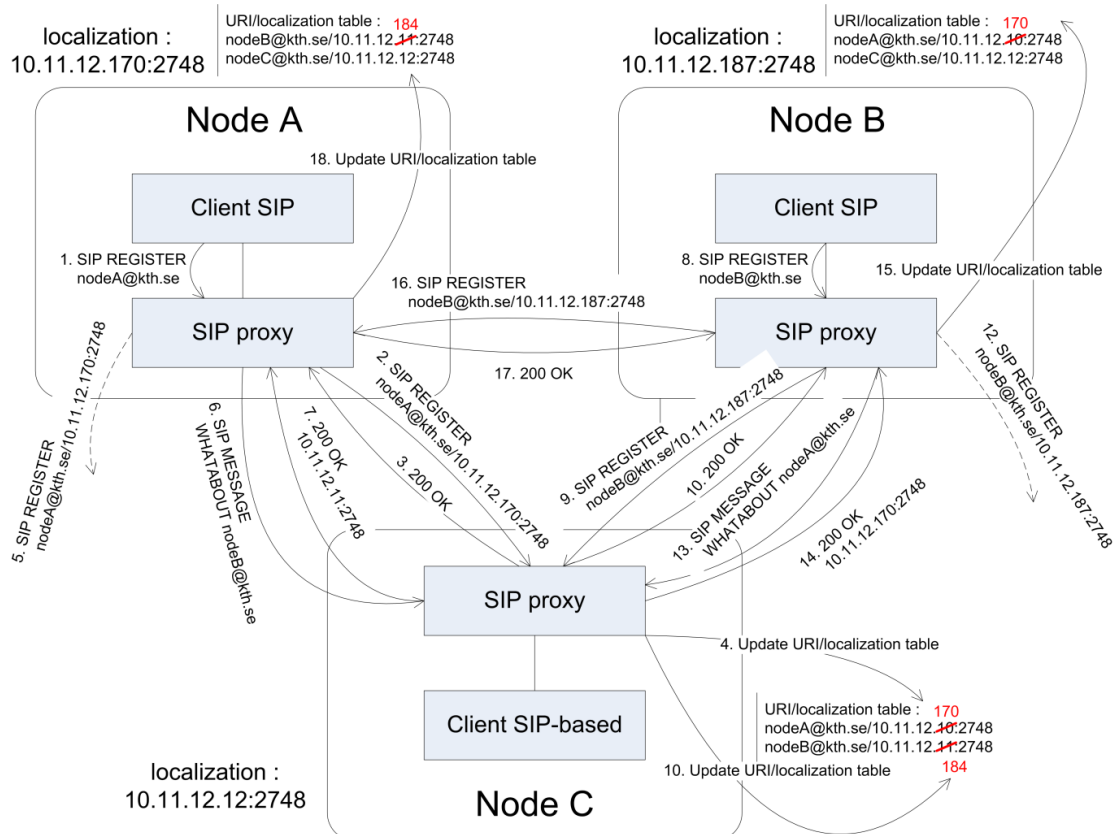 localization :
10.11.12.170:2748
URI/localization table : 184
nodeB@kth.se/10.11.12.11:2748
nodeC@kth.se/10.11.12.12:2748
localization :
10.11.12.187:2748
URI/localization table : 170
nodeA@kth.se/10.11.12.10:2748
nodeC@kth.se/10.11.12.12:2748
Node A
Node B
18. Update URI/localization table
Client SIP
Client SIP
1. SIP REGISTER
nodeA@kth.se
8. SIP REGISTER
nodeB@kth.se
15. Update URI/localization table
16. SIP REGISTER
nodeB@kth.se/10.11.12.187:2748
SIP proxy
SIP proxy
17. 200 OK
5. SIP REGISTER
nodeA@kth.se/10.11.12.170:2748
6. SIP MESSAGE
WHATABOUT nodeB@kth.se
7. 200 OK
10.11.12.11:2748
3. 200 OK
2. SIP REGISTER
nodeA@kth.se/10.11.12.170:2748
9. SIP REGISTER
nodeB@kth.se/10.11.12.187:2748
10. 200 OK
13. SIP MESSAGE
WHATABOUT nodeA@kth.se
14. 200 OK
10.11.12.170:2748
12. SIP REGISTER
nodeB@kth.se/10.11.12.187:2748
SIP proxy
4. Update URI/localization table
Client SIP-based
URI/localization table : 170
nodeA@kth.se/10.11.12.10:2748
nodeB@kth.se/10.11.12.11:2748
184
10. Update URI/localization table
localization :
10.11.12.12:2748
Node C